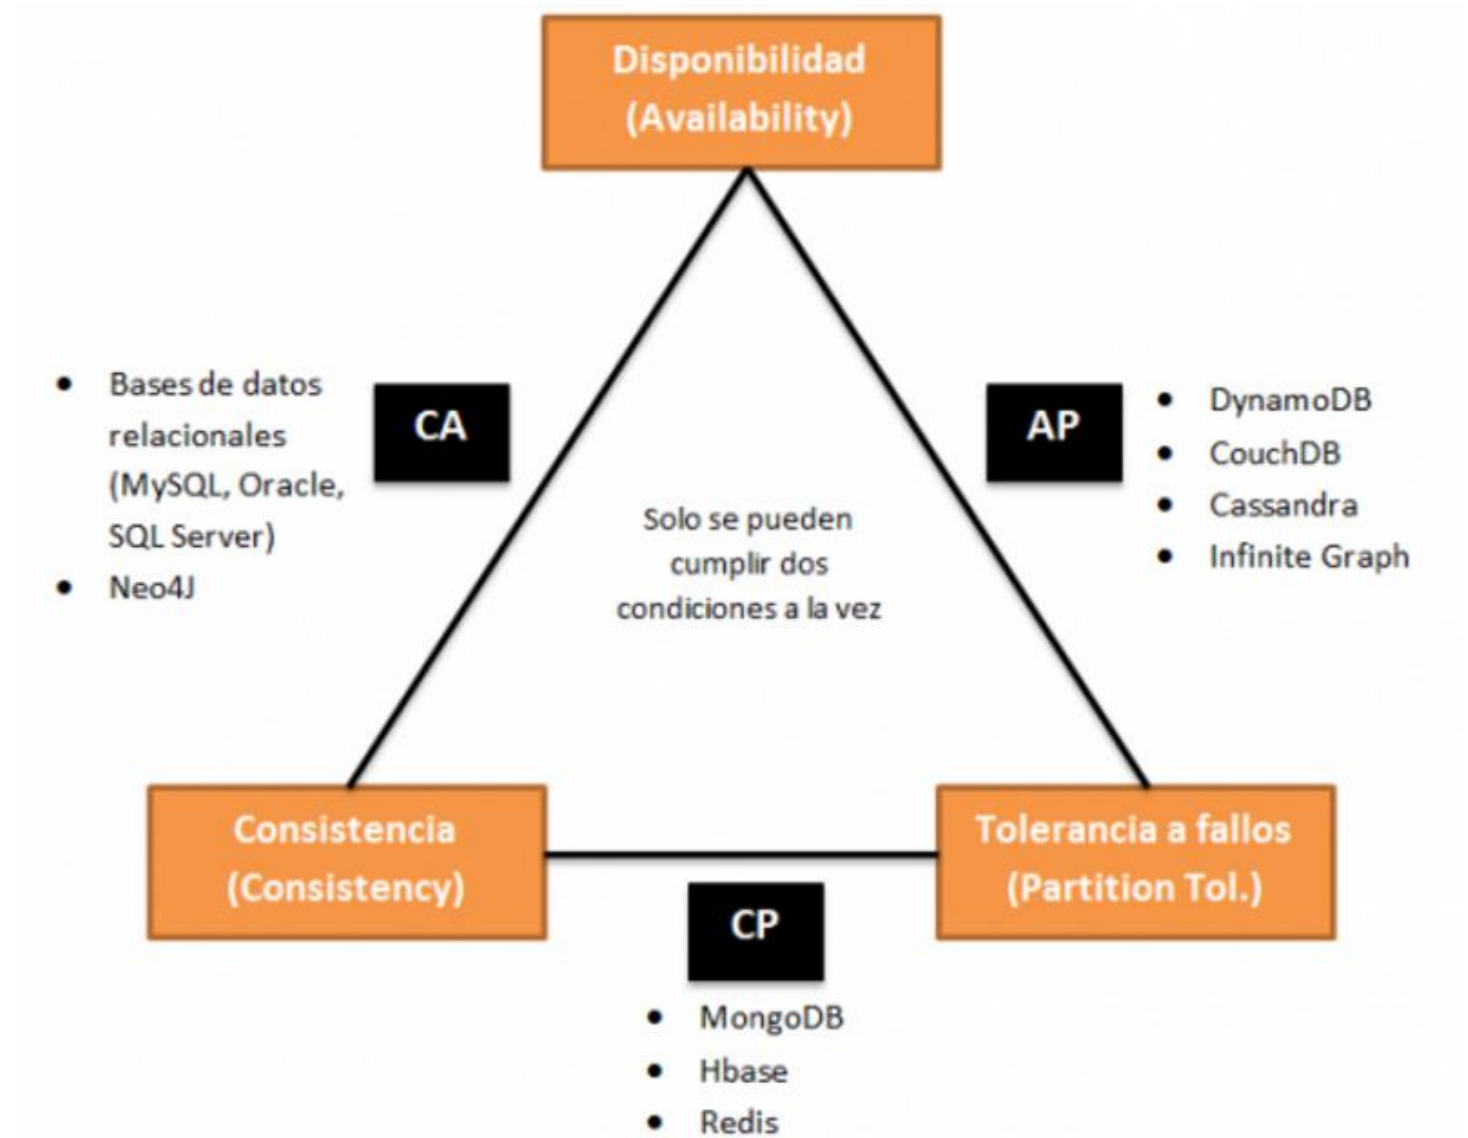 Disponibilidad
(Availability)
• Bases de datos
relacionales
(MySQL, Oracle,
SQL Server)
• Neo4J
CA
AP
• DynamoDB
• CouchDB
• Cassandra
• Infinite Graph
Solo se pueden
cumplir dos
condiciones a la vez
Consistencia
(Consistency)
Tolerancia a fallos
(Partition Tol.)
CP
• MongoDB
• Hbase
• Redis